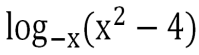 log₋ₓ(x² − 4)